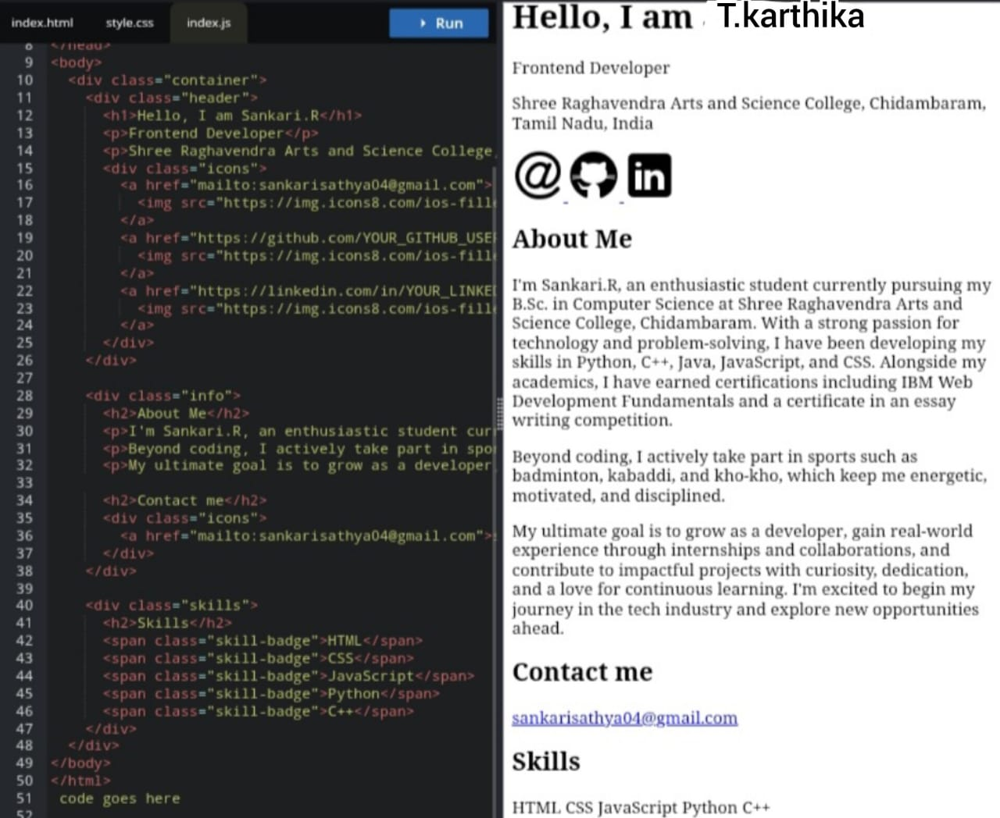 index.html style.css index.js Run
8 </head>
9 <body>
10 <div class="container">
11 <div class="header">
12 <h1>Hello, I am Sankari.R</h1>
13 <p>Frontend Developer</p>
14 <p>Shree Raghavendra Arts and Science College,
15 <div class="icons">
16 <a href="mailto:sankarisathya04@gmail.com">
17 <img src="https://img.icons8.com/ios-fill
18 </a>
19 <a href="https://github.com/YOUR_GITHUB_USE
20 <img src="https://img.icons8.com/ios-fill
21 </a>
22 <a href="https://linkedin.com/in/YOUR_LINKE
23 <img src="https://img.icons8.com/ios-fill
24 </a>
25 </div>
26 </div>
27
28 <div class="info">
29 <h2>About Me</h2>
30 <p>I'm Sankari.R, an enthusiastic student cur
31 <p>Beyond coding, I actively take part in spo
32 <p>My ultimate goal is to grow as a developer
33
34 <h2>Contact me</h2>
35 <div class="icons">
36 <a href="mailto:sankarisathya04@gmail.com">
37 </div>
38 </div>
39
40 <div class="skills">
41 <h2>Skills</h2>
42 <span class="skill-badge">HTML</span>
43 <span class="skill-badge">CSS</span>
44 <span class="skill-badge">JavaScript</span>
45 <span class="skill-badge">Python</span>
46 <span class="skill-badge">C++</span>
47 </div>
48 </div>
49 </body>
50 </html>
51 code goes here
52
Hello, I am T.karthika
Frontend Developer
Shree Raghavendra Arts and Science College, Chidambaram,
Tamil Nadu, India
@ in
About Me
I'm Sankari.R, an enthusiastic student currently pursuing my
B.Sc. in Computer Science at Shree Raghavendra Arts and
Science College, Chidambaram. With a strong passion for
technology and problem-solving, I have been developing my
skills in Python, C++, Java, JavaScript, and CSS. Alongside my
academics, I have earned certifications including IBM Web
Development Fundamentals and a certificate in an essay
writing competition.
Beyond coding, I actively take part in sports such as
badminton, kabaddi, and kho-kho, which keep me energetic,
motivated, and disciplined.
My ultimate goal is to grow as a developer, gain real-world
experience through internships and collaborations, and
contribute to impactful projects with curiosity, dedication,
and a love for continuous learning. I'm excited to begin my
journey in the tech industry and explore new opportunities
ahead.
Contact me
sankarisathya04@gmail.com
Skills
HTML CSS JavaScript Python C++